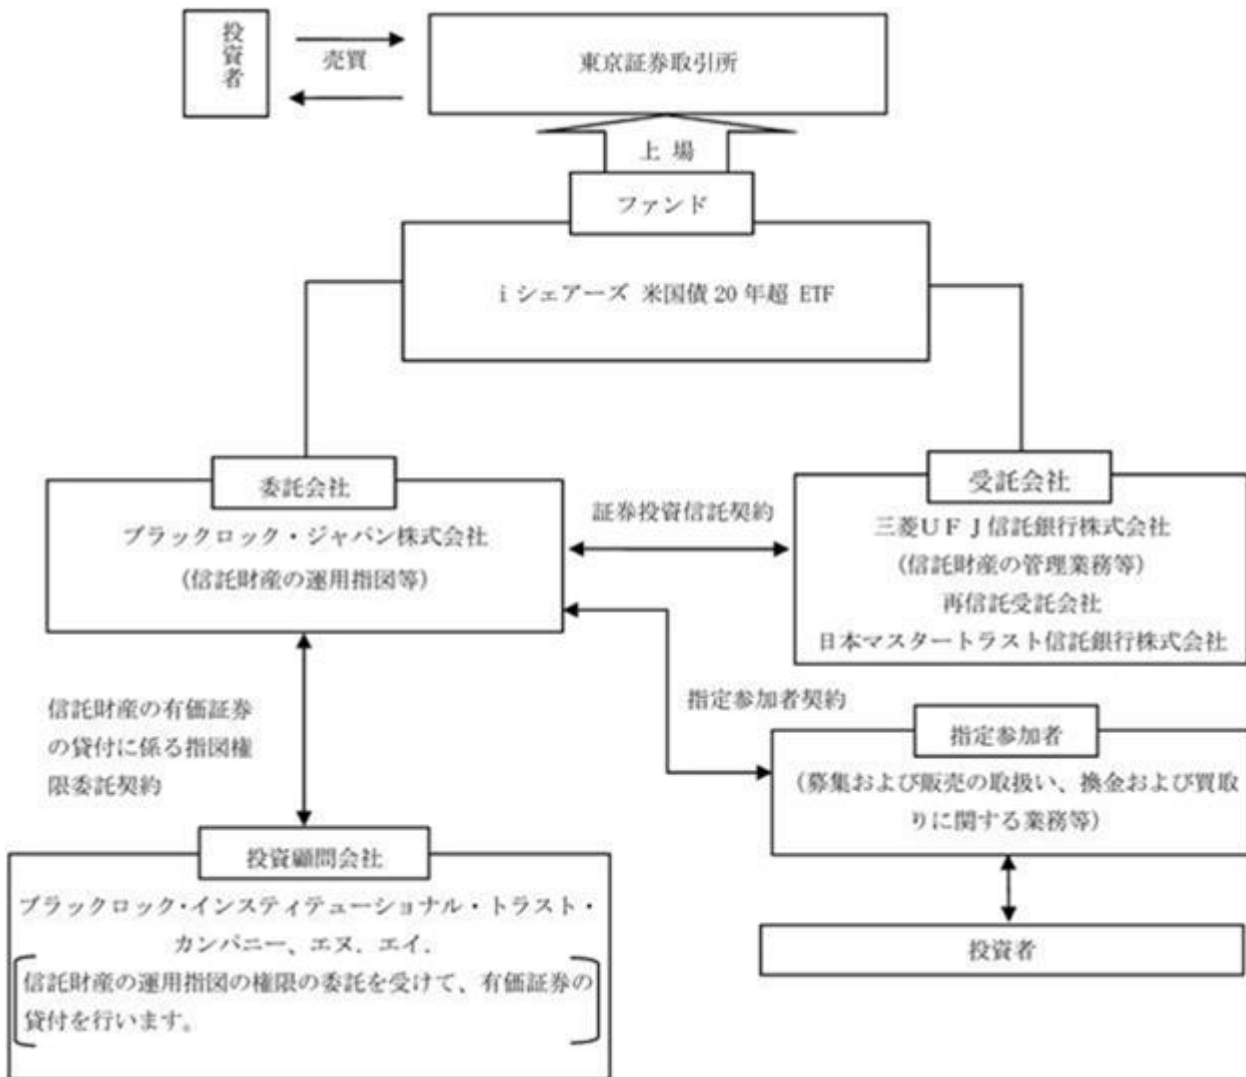 投資者
売買
東京証券取引所
上 場
ファンド
i シェアーズ 米国債 20 年超 ETF
委託会社
ブラックロック・ジャパン株式会社
(信託財産の運用指図等)
証券投資信託契約
受託会社
三菱UFJ信託銀行株式会社
(信託財産の管理業務等)
再信託受託会社
日本マスタートラスト信託銀行株式会社
信託財産の有価証券
の貸付に係る指図権
限委託契約
指定参加者契約
指定参加者
(募集および販売の取扱い、換金および買取
りに関する業務等)
投資者
投資顧問会社
ブラックロック・インスティテューショナル・トラスト・
カンパニー、エヌ．エイ．
信託財産の運用指図の権限の委託を受けて、有価証券の
貸付を行います。